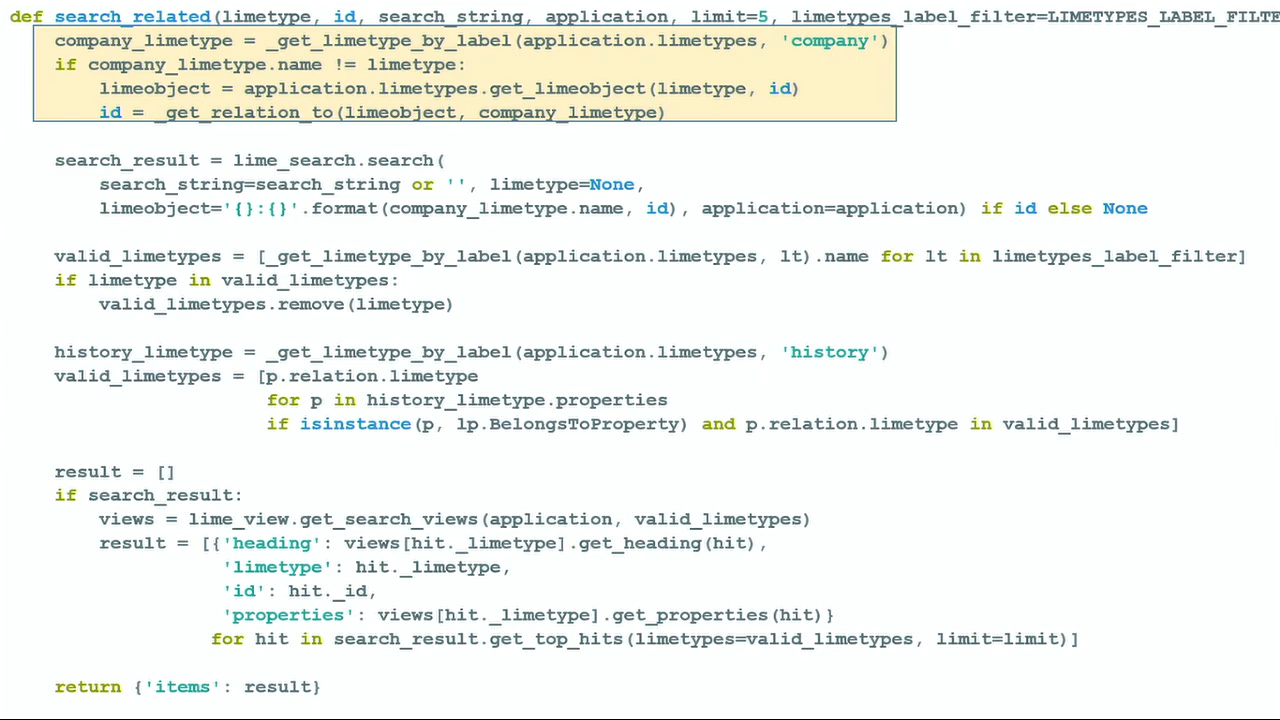 def search_related(limetype, id, search_string, application, limit=5, limetypes_label_filter=LIMETYPES_LABEL_FILTE
    company_limetype = _get_limetype_by_label(application.limetypes, 'company')
    if company_limetype.name != limetype:
        limeobject = application.limetypes.get_limeobject(limetype, id)
        id = _get_relation_to(limeobject, company_limetype)
    search_result = lime_search.search(
        search_string=search_string or '', limetype=None,
        limeobject='{}:{}'.format(company_limetype.name, id), application=application) if id else None
    valid_limetypes = [_get_limetype_by_label(application.limetypes, lt).name for lt in limetypes_label_filter]
    if limetype in valid_limetypes:
        valid_limetypes.remove(limetype)
    history_limetype = _get_limetype_by_label(application.limetypes, 'history')
    valid_limetypes = [p.relation.limetype
                       for p in history_limetype.properties
                       if isinstance(p, lp.BelongsToProperty) and p.relation.limetype in valid_limetypes]
    result = []
    if search_result:
        views = lime_view.get_search_views(application, valid_limetypes)
        result = [{'heading': views[hit._limetype].get_heading(hit),
                   'limetype': hit._limetype,
                   'id': hit._id,
                   'properties': views[hit._limetype].get_properties(hit)}
                  for hit in search_result.get_top_hits(limetypes=valid_limetypes, limit=limit)]
    return {'items': result}